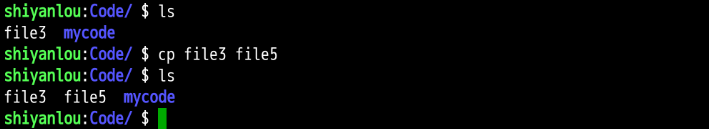 shiyanlou:Code/ $ ls
file3  mycode
shiyanlou:Code/ $ cp file3 file5
shiyanlou:Code/ $ ls
file3  file5  mycode
shiyanlou:Code/ $